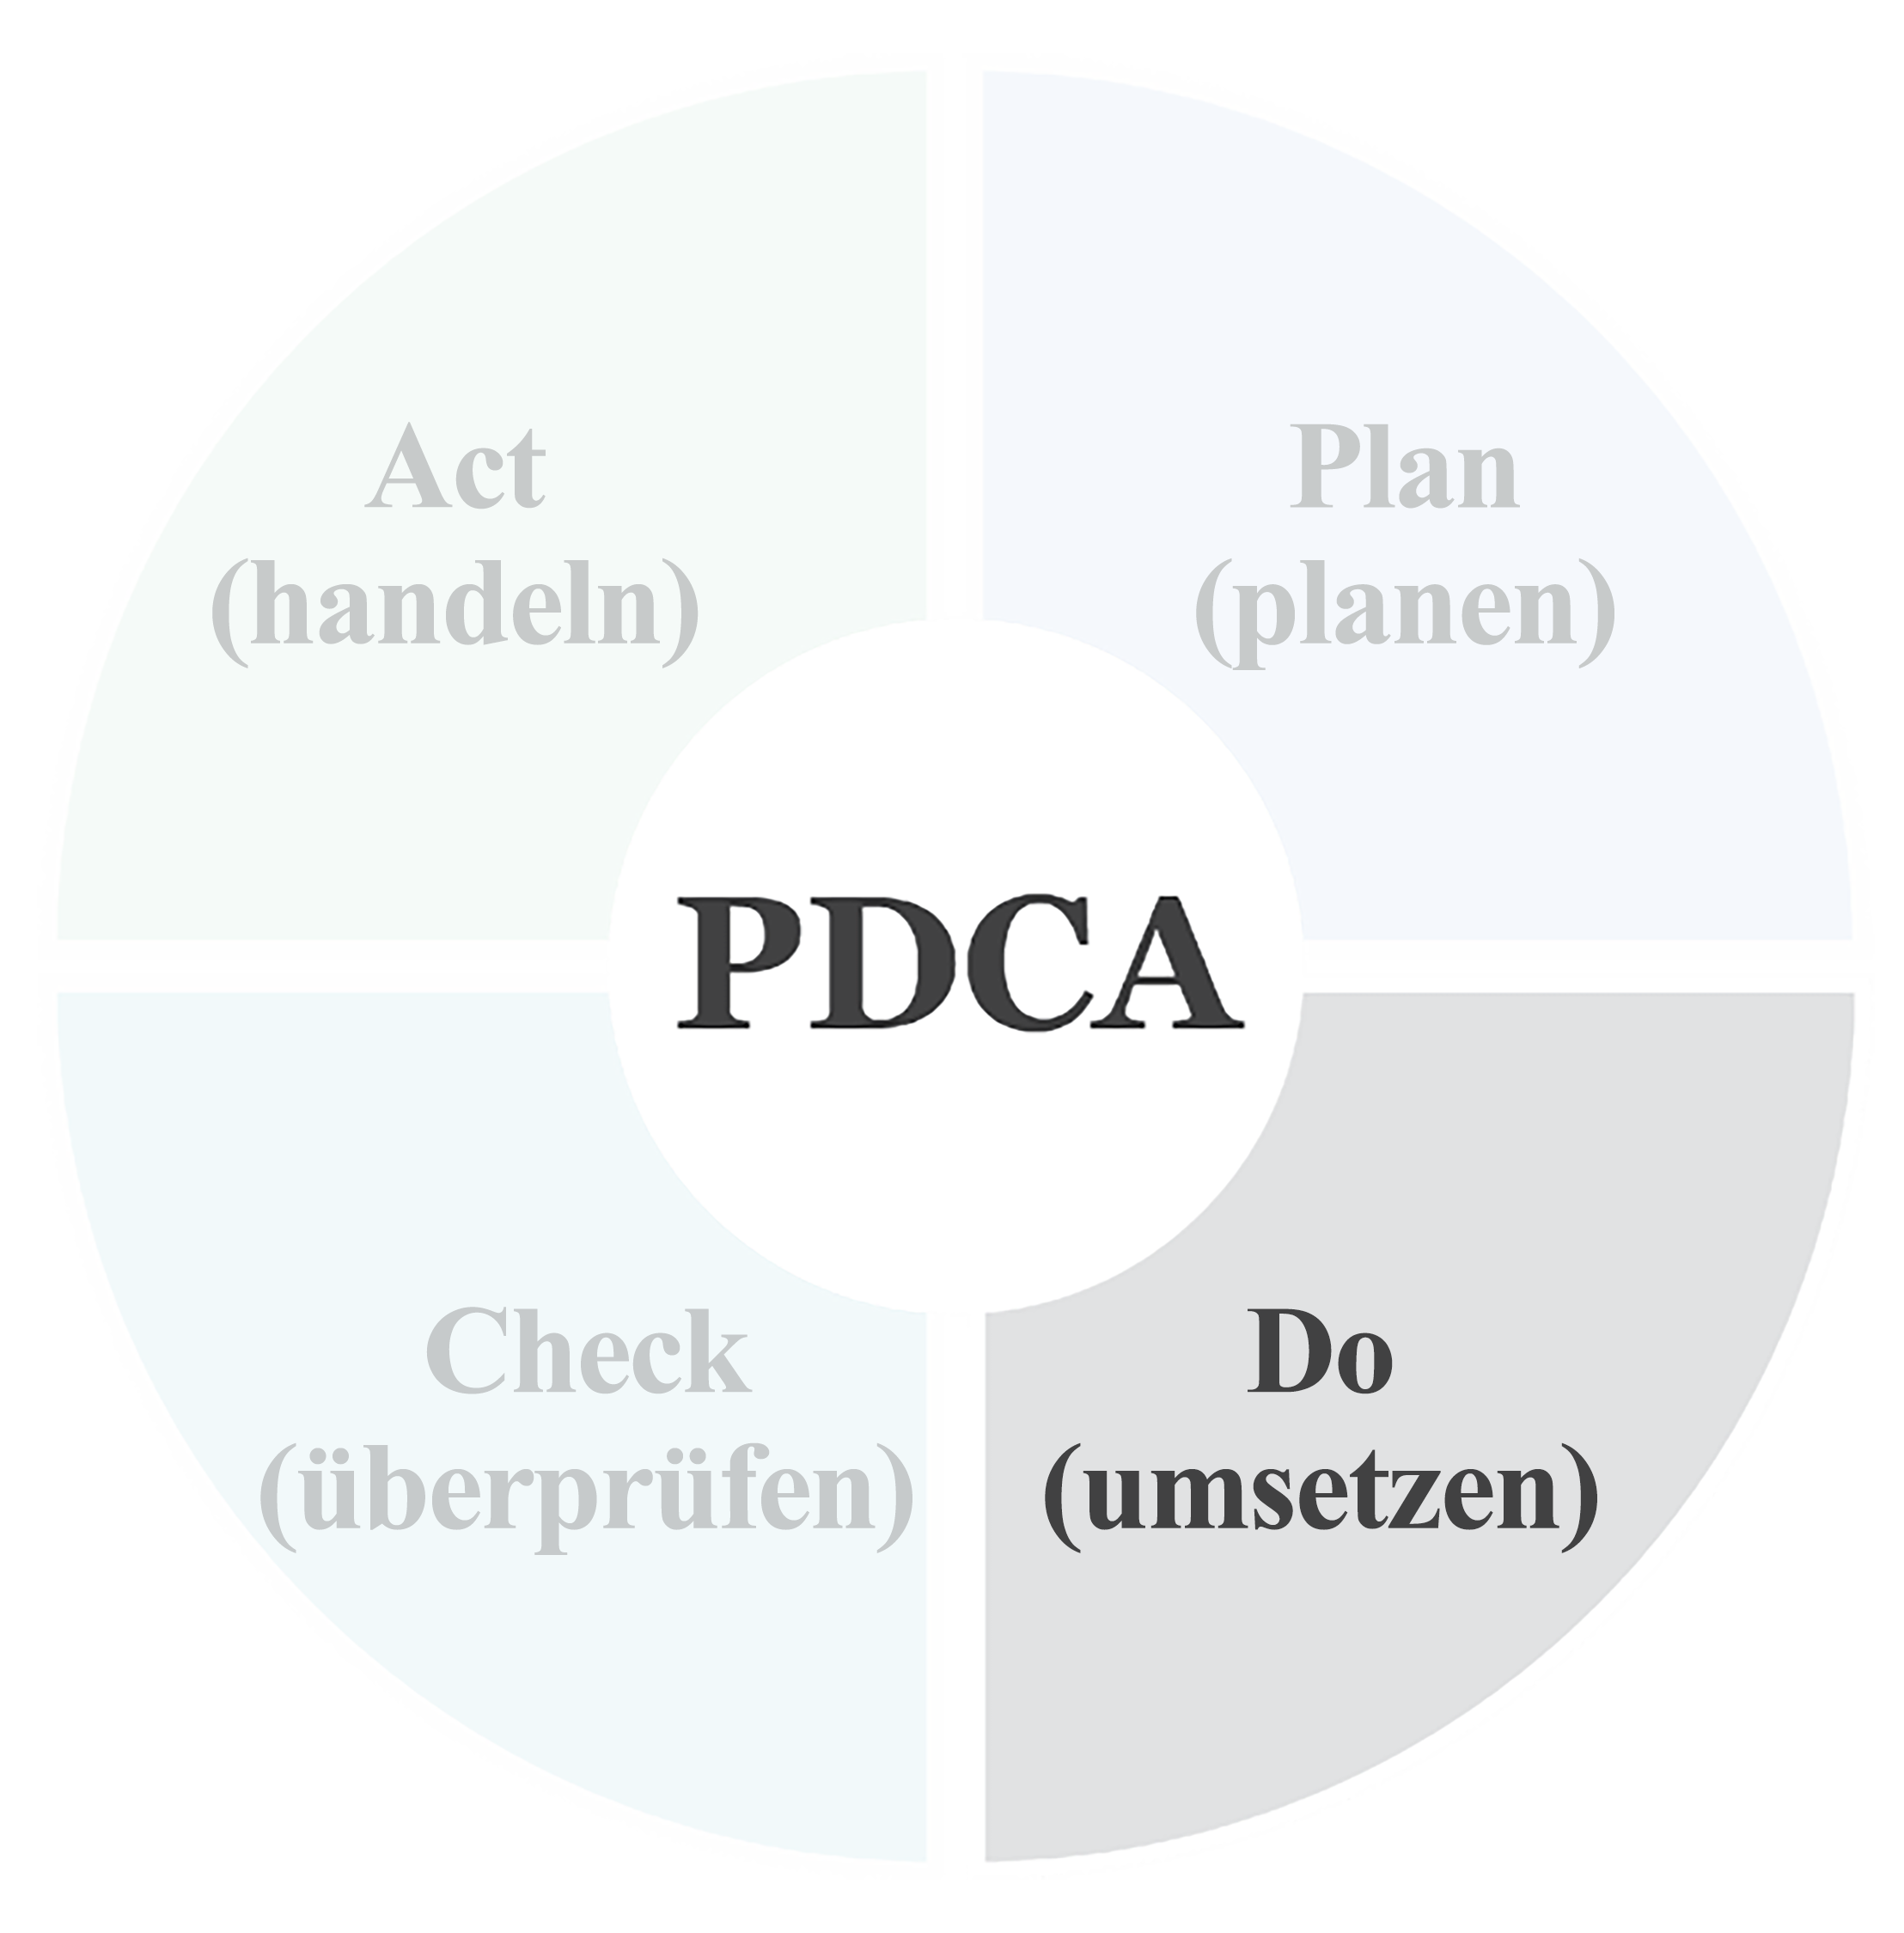 Act
(handeln)
Plan
(planen)
PDCA
Check
(überprüfen)
Do
(umsetzen)